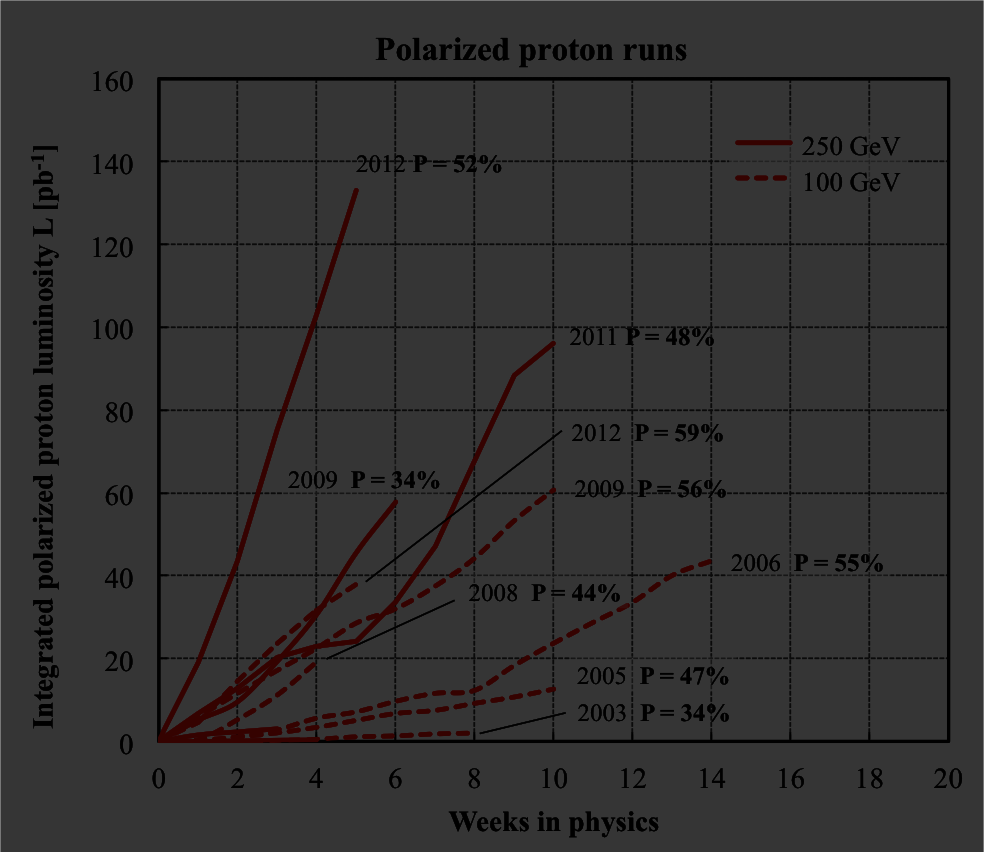 Polarized proton runs
Integrated polarized proton luminosity L [pb⁻¹]
160
140
120
100
80
60
40
20
0
250 GeV
100 GeV
2012 P = 52%
2011 P = 48%
2012 P = 59%
2009 P = 34%
2009 P = 56%
2006 P = 55%
2008 P = 44%
2005 P = 47%
2003 P = 34%
0 2 4 6 8 10 12 14 16 18 20
Weeks in physics